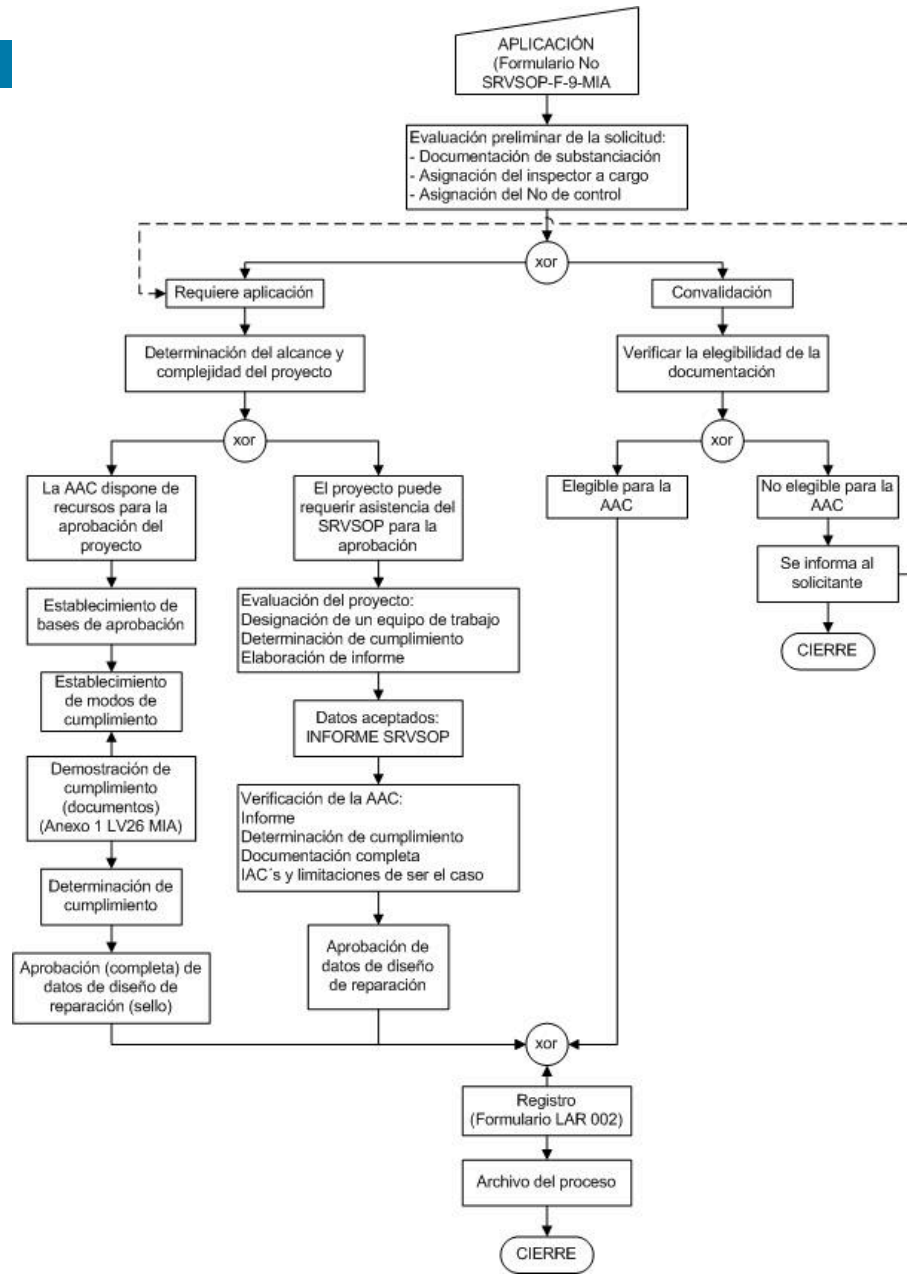 APLICACIÓN
(Formulario No
SRVSOP-F-9-MIA
Evaluación preliminar de la solicitud:
- Documentación de substanciación
- Asignación del inspector a cargo
- Asignación del No de control
xor
Requiere aplicación
Convalidación
Determinación del alcance y
complejidad del proyecto
Verificar la elegibilidad de la
documentación
xor
xor
La AAC dispone de
recursos para la
aprobación del
proyecto
El proyecto puede
requerir asistencia del
SRVSOP para la
aprobación
Elegible para la
AAC
No elegible para la
AAC
Se informa al
solicitante
CIERRE
Establecimiento de
bases de aprobación
Establecimiento
de modos de
cumplimiento
Demostración de
cumplimiento
(documentos)
(Anexo 1 LV26 MIA)
Determinación de
cumplimiento
Aprobación (completa) de
datos de diseño de
reparación (sello)
Evaluación del proyecto:
Designación de un equipo de trabajo
Determinación de cumplimiento
Elaboración de informe
Datos aceptados:
INFORME SRVSOP
Verificación de la AAC:
Informe
Determinación de cumplimiento
Documentación completa
IAC´s y limitaciones de ser el caso
Aprobación de
datos de diseño
de reparación
xor
Registro
(Formulario LAR 002)
Archivo del proceso
CIERRE